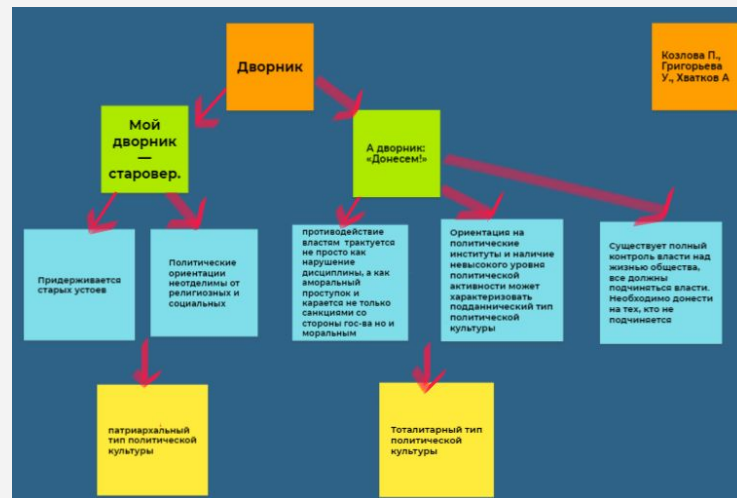 Дворник
Козлова П.,
Григорьева
У., Хватков А
Мой
дворник
—
старовер.
А дворник:
«Донесем!»
Придерживается
старых устоев
Политические
ориентации
неотделимы от
религиозных и
социальных
противодействие
властям трактуется
не просто как
нарушение
дисциплины, а как
аморальный
проступок и
карается не только
санкциями со
стороны гос-ва но и
моральным
Ориентация на
политические
институты и наличие
невысокого уровня
политической
активности может
характеризовать
подданнический тип
политической
культуры
Существует полный
контроль власти над
жизнью общества,
все должны
подчиняться власти.
Необходимо донести
на тех, кто не
подчиняется
патриархальный
тип политической
культуры
Тоталитарный тип
политической
культуры